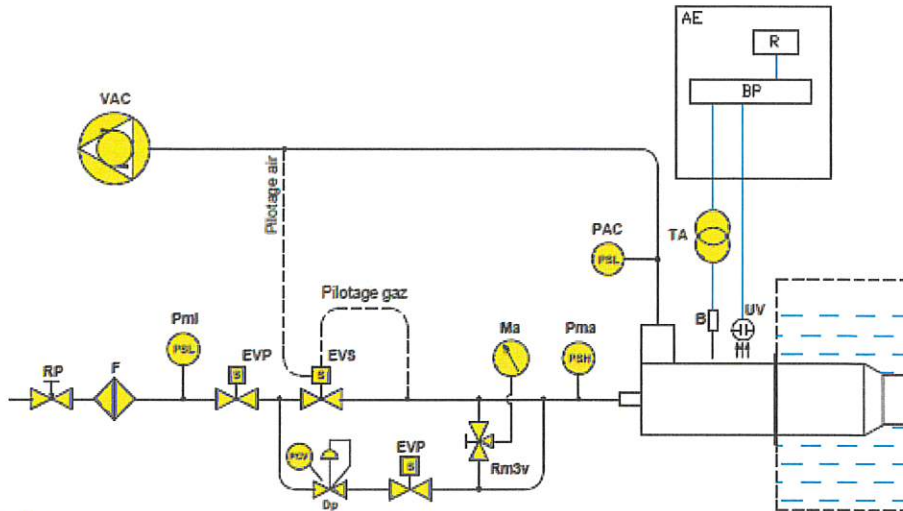 AE
R
BP
VAC
Pilotage air
PAC
PSL
TA
Pilotage gaz
B
UV
PmI
PSL
Ma
Pma
PSH
RP
F
EVP
S
EVS
S
EVP
S
Rm3v
PCV
Dp